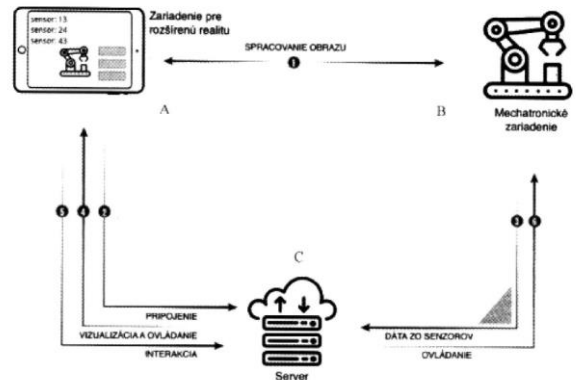 sensor: 13
sensor: 24
sensor: 43
Zariadenie pre
rozšírenú realitu
SPRACOVANIE OBRAZU
1
A
B
Mechatronické
zariadenie
5
4
2
3
6
C
PRIPOJENIE
VIZUALIZÁCIA A OVLÁDANIE
INTERAKCIA
DÁTA ZO SENZOROV
OVLÁDANIE
Server